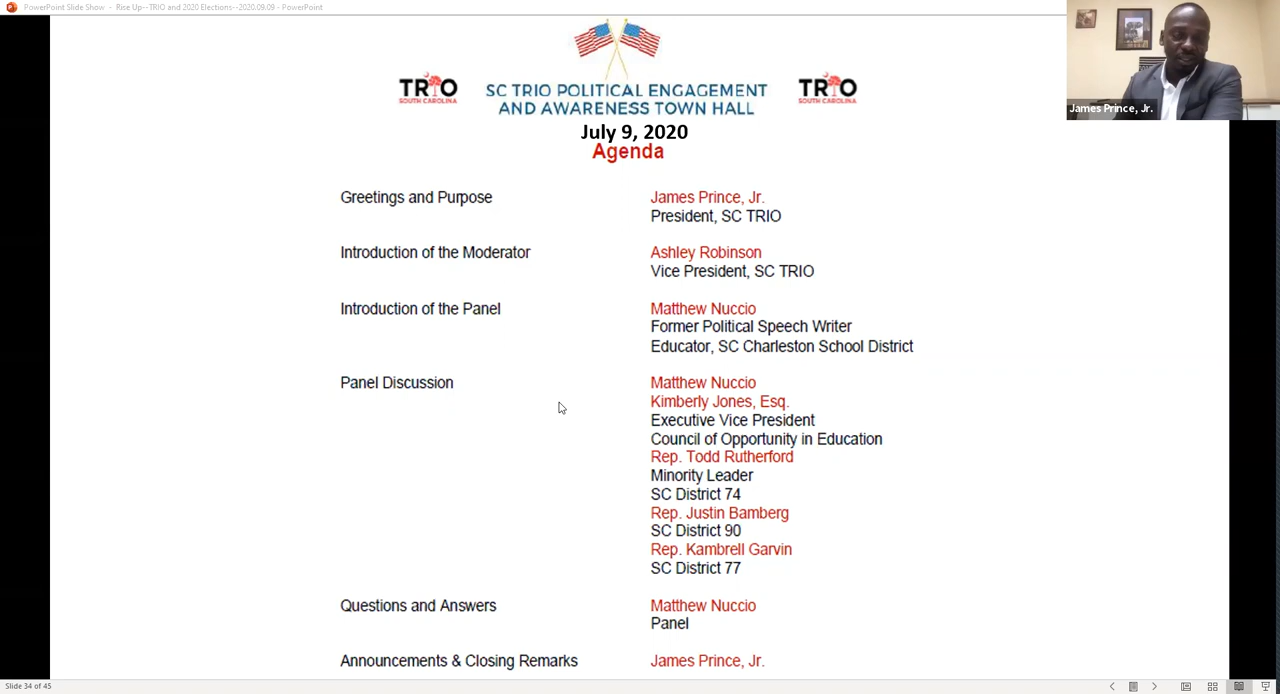 PowerPoint Slide Show - Rise Up--TRIO and 2020 Elections--2020.09.09 - PowerPoint
James Prince, Jr.
TRIO
SOUTH CAROLINA
SC TRIO POLITICAL ENGAGEMENT
AND AWARENESS TOWN HALL
TRIO
SOUTH CAROLINA
July 9, 2020
Agenda
Greetings and Purpose
James Prince, Jr.
President, SC TRIO
Introduction of the Moderator
Ashley Robinson
Vice President, SC TRIO
Introduction of the Panel
Matthew Nuccio
Former Political Speech Writer
Educator, SC Charleston School District
Panel Discussion
Matthew Nuccio
Kimberly Jones, Esq.
Executive Vice President
Council of Opportunity in Education
Rep. Todd Rutherford
Minority Leader
SC District 74
Rep. Justin Bamberg
SC District 90
Rep. Kambrell Garvin
SC District 77
Questions and Answers
Matthew Nuccio
Panel
Announcements & Closing Remarks
James Prince, Jr.
Slide 34 of 45